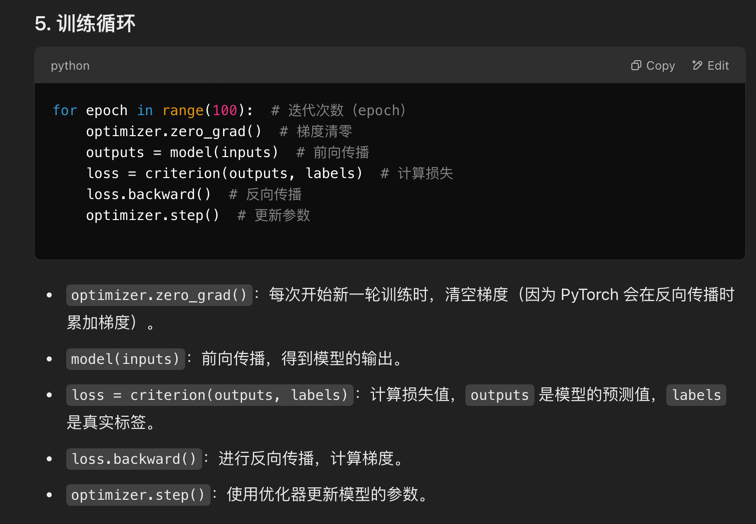 5. 训练循环
python
Copy
Edit
for epoch in range(100):  # 迭代次数（epoch）
    optimizer.zero_grad()  # 梯度清零
    outputs = model(inputs)  # 前向传播
    loss = criterion(outputs, labels)  # 计算损失
    loss.backward()  # 反向传播
    optimizer.step()  # 更新参数
• optimizer.zero_grad()：每次开始新一轮训练时，清空梯度（因为 PyTorch 会在反向传播时
累加梯度）。
• model(inputs)：前向传播，得到模型的输出。
• loss = criterion(outputs, labels)：计算损失值，outputs 是模型的预测值，labels
是真实标签。
• loss.backward()：进行反向传播，计算梯度。
• optimizer.step()：使用优化器更新模型的参数。